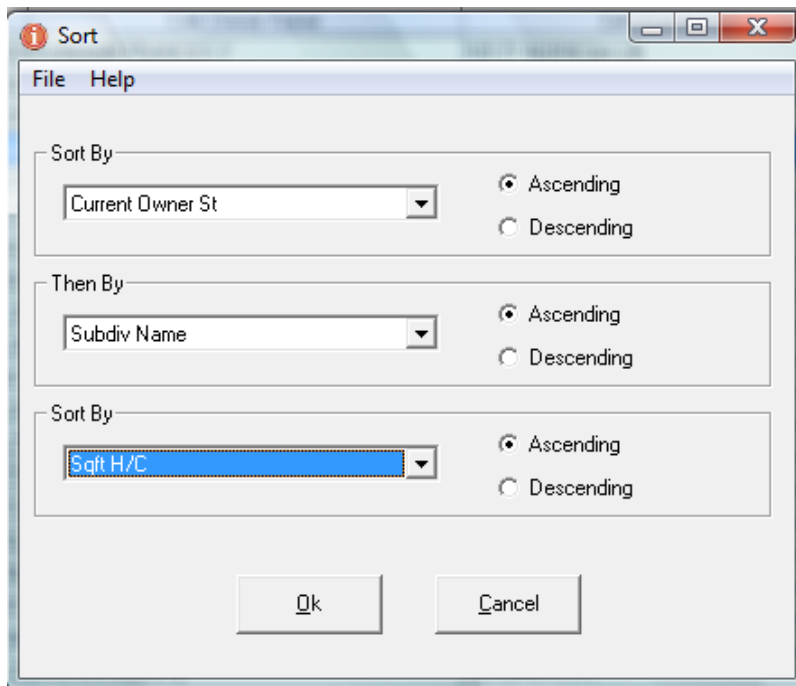 Sort
File Help
Sort By
Current Owner St
Ascending
Descending
Then By
Subdiv Name
Ascending
Descending
Sort By
Sqft H/C
Ascending
Descending
Ok Cancel